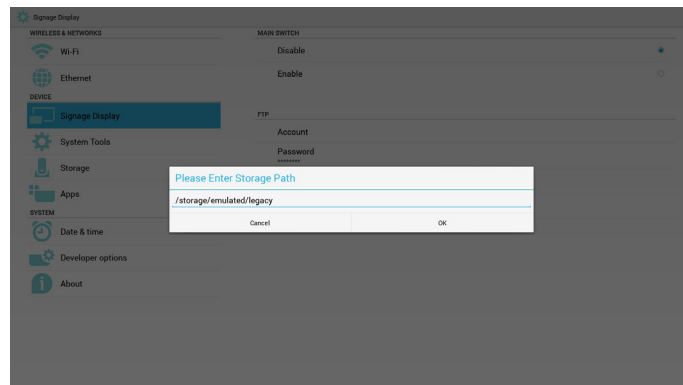 Signage Display
WIRELESS & NETWORKS
Wi-Fi
Ethernet
DEVICE
Signage Display
System Tools
Storage
Apps
SYSTEM
Date & time
Developer options
About
MAIN SWITCH
Disable
Enable
FTP
Account
Password
********
Please Enter Storage Path
/storage/emulated/legacy
Cancel
OK